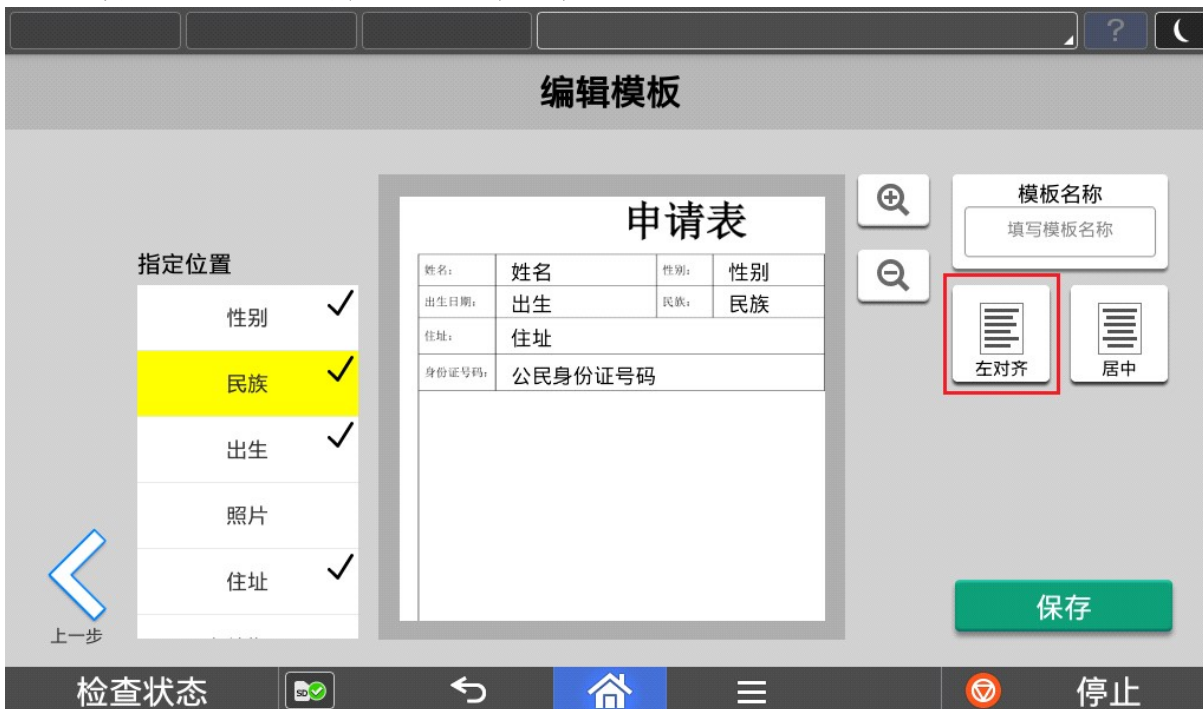 ?
编辑模板
模板名称
填写模板名称
指定位置
性别
民族
出生
照片
住址
申请表
姓名: 姓名 性别: 性别
出生日期: 出生 民族: 民族
住址: 住址
身份证号码: 公民身份证号码
左对齐 居中
上一步
保存
检查状态 SD 停止